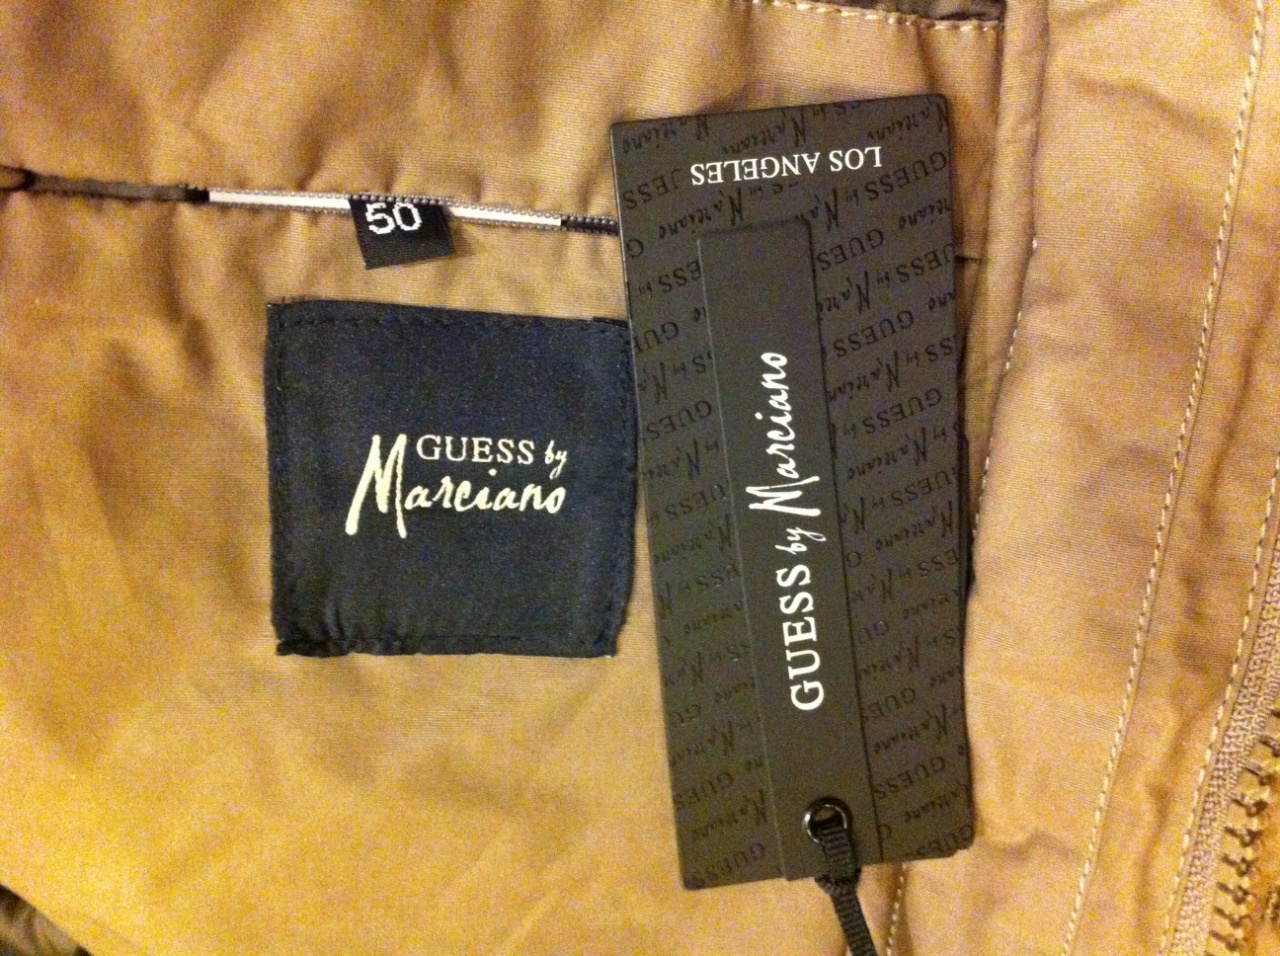 50
GUESS by
Marciano
LOS ANGELES
GUESS by Marciano